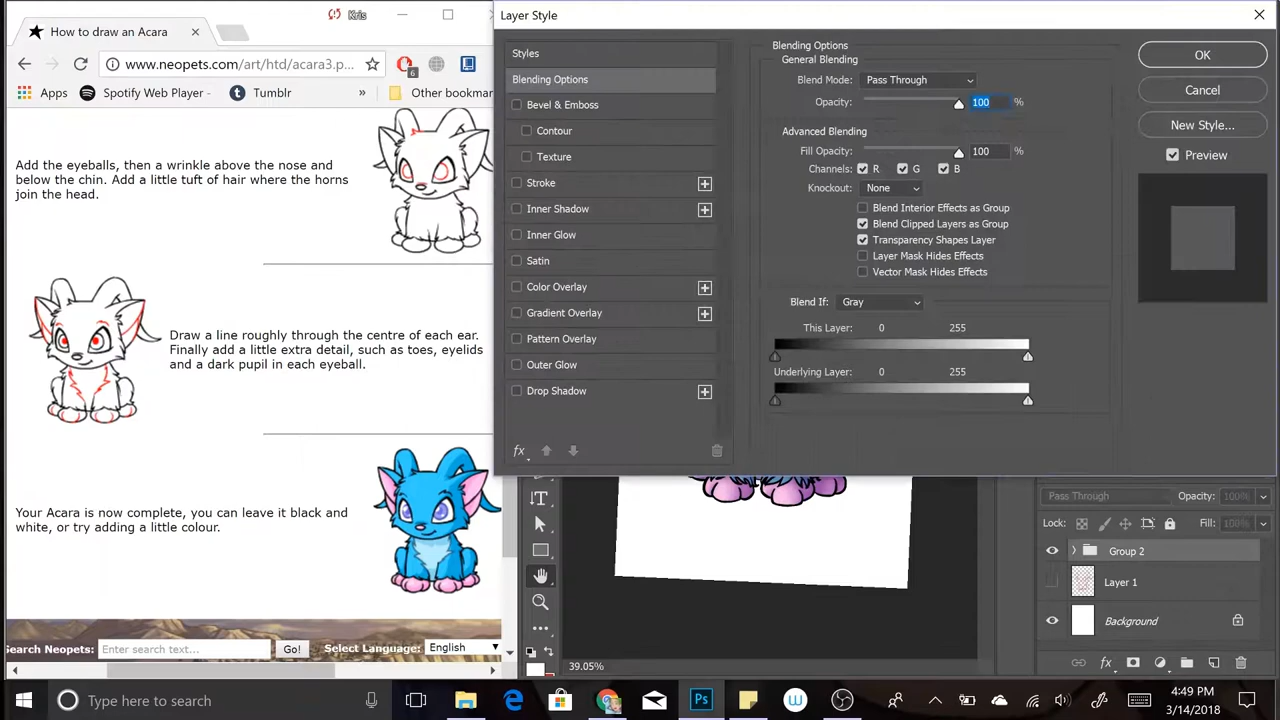 Kris
How to draw an Acara
www.neopets.com/art/htd/acara3.p...
6
Apps
Spotify Web Player -
Tumblr
»
Other bookmar
Add the eyeballs, then a wrinkle above the nose and
below the chin. Add a little tuft of hair where the horns
join the head.
Draw a line roughly through the centre of each ear.
Finally add a little extra detail, such as toes, eyelids
and a dark pupil in each eyeball.
Your Acara is now complete, you can leave it black and
white, or try adding a little colour.
Search Neopets:
Enter search text...
Go!
Select Language:
English
Layer Style
Styles
Blending Options
Bevel & Emboss
Contour
Texture
Stroke
Inner Shadow
Inner Glow
Satin
Color Overlay
Gradient Overlay
Pattern Overlay
Outer Glow
Drop Shadow
fx
Blending Options
General Blending
Blend Mode: Pass Through
Opacity: 100 %
Advanced Blending
Fill Opacity: 100 %
Channels: R G B
Knockout: None
Blend Interior Effects as Group
Blend Clipped Layers as Group
Transparency Shapes Layer
Layer Mask Hides Effects
Vector Mask Hides Effects
Blend If: Gray
This Layer: 0 255
Underlying Layer: 0 255
OK
Cancel
New Style...
Preview
39.05%
Pass Through
Opacity: 100%
Lock:
Fill: 100%
Group 2
Layer 1
Background
fx
Type here to search
Ps
W
4:49 PM
3/14/2018